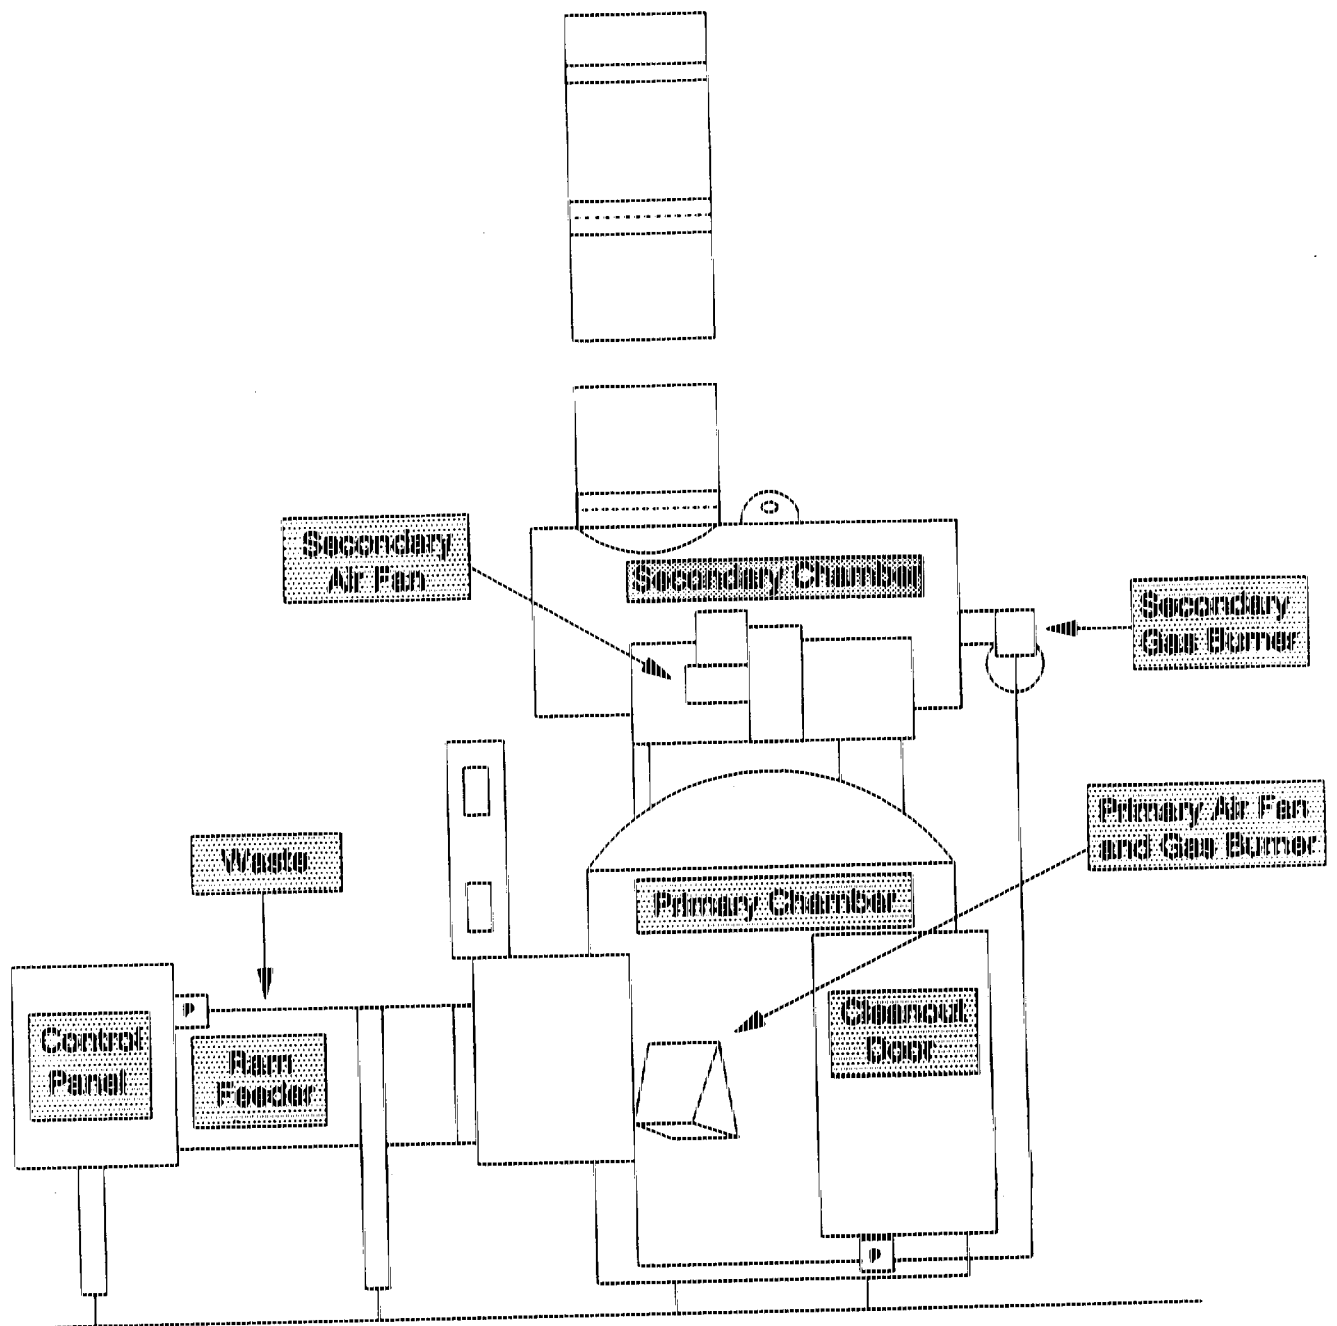 Secondary
Air Fan
Secondary Chamber
Secondary
Gas Burner
Primary Air Fan
and Gas Burner
Waste
Primary Chamber
Control
Panel
Ram
Feeder
Cleanout
Door
P
P